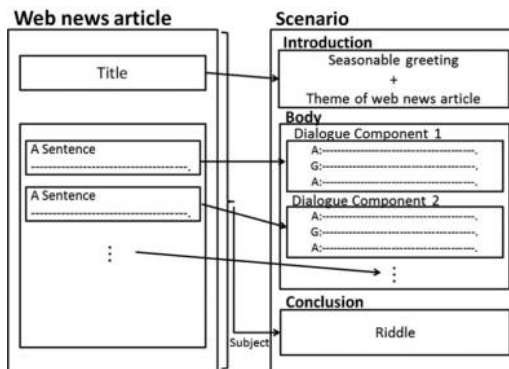 Web news article
Title
A Sentence
---------------------------------------.
A Sentence
---------------------------------------.
⋮
Subject
Scenario
Introduction
Seasonable greeting
+
Theme of web news article
Body
Dialogue Component 1
A:---------------------------------------.
G:---------------------------------------.
A:---------------------------------------.
Dialogue Component 2
A:---------------------------------------.
G:---------------------------------------.
A:---------------------------------------.
⋮
Conclusion
Riddle